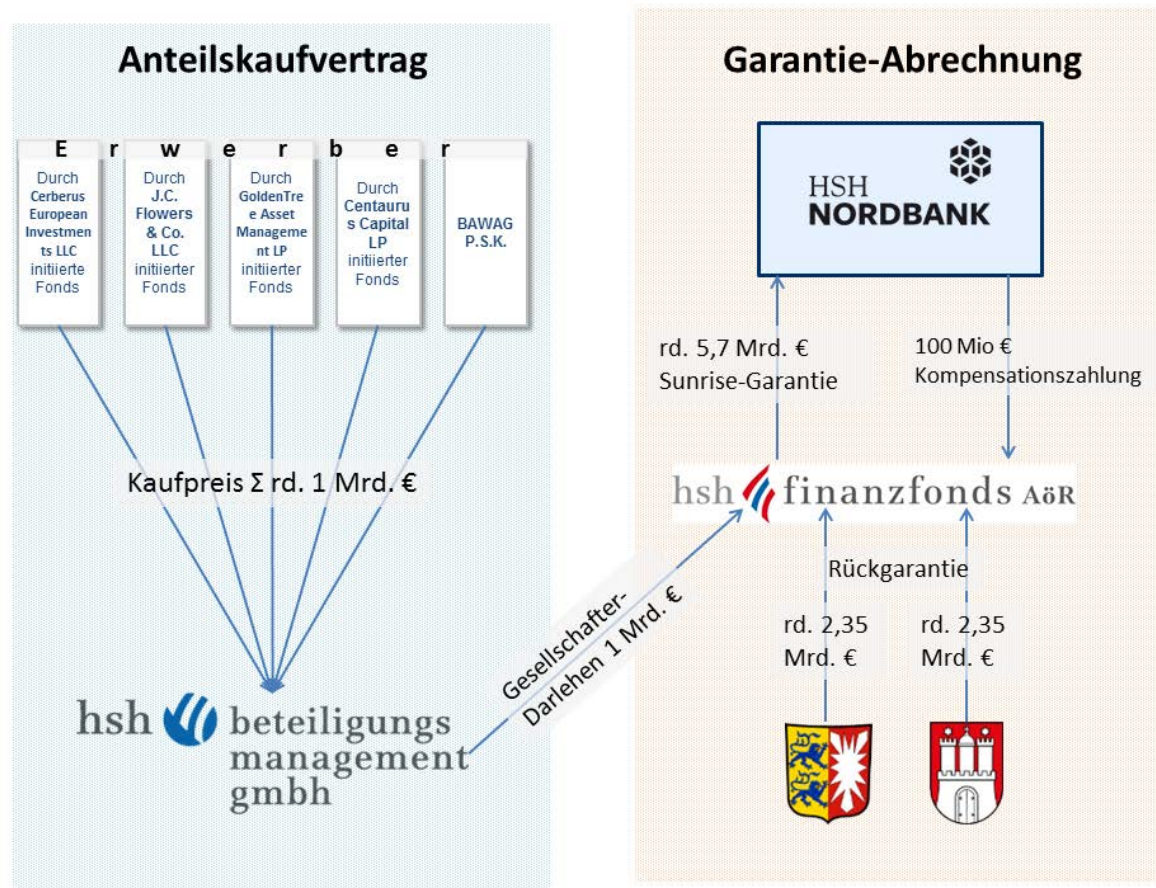 Anteilskaufvertrag
E r w e r b e r
Durch
Cerberus
European
Investmen
ts LLC
initiierte
Fonds
Durch
J.C.
Flowers
& Co.
LLC
initiierter
Fonds
Durch
GoldenTre
e Asset
Manageme
nt LP
initiierter
Fonds
Durch
Centauru
s Capital
LP
initiierter
Fonds
BAWAG
P.S.K.
Kaufpreis Σ rd. 1 Mrd. €
hsh beteiligungs
management
gmbh
Gesellschafter-
Darlehen 1 Mrd. €
Garantie-Abrechnung
HSH
NORDBANK
rd. 5,7 Mrd. €
Sunrise-Garantie
100 Mio €
Kompensationszahlung
hsh finanzfonds AöR
Rückgarantie
rd. 2,35
Mrd. €
rd. 2,35
Mrd. €